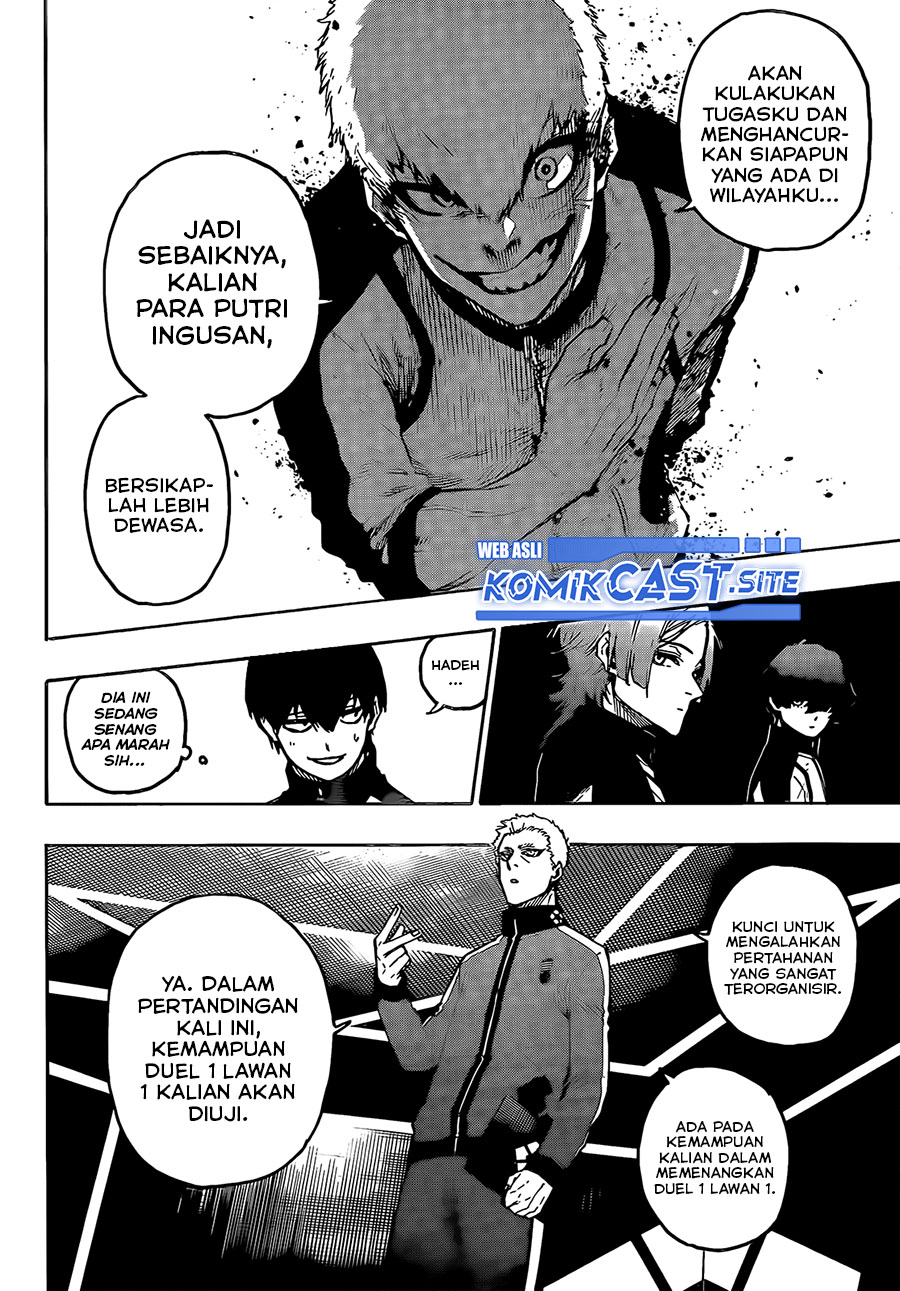 AKAN
KULAKUKAN
TUGASKU DAN
MENGHANCUR-
KAN SIAPAPUN
YANG ADA DI
WILAYAHKU...
JADI
SEBAIKNYA,
KALIAN
PARA PUTRI
INGUSAN,
BERSIKAP-
LAH LEBIH
DEWASA.
WEB ASLI
KOMIKCAST.SITE
HADEH
...
DIA INI
SEDANG
SENANG
APA MARAH
SIH...
KUNCI UNTUK
MENGALAHKAN
PERTAHANAN
YANG SANGAT
TERORGANISIR.
YA. DALAM
PERTANDINGAN
KALI INI,
KEMAMPUAN
DUEL 1 LAWAN
1 KALIAN AKAN
DIUJI.
ADA PADA
KEMAMPUAN
KALIAN DALAM
MEMENANGKAN
DUEL 1 LAWAN 1.